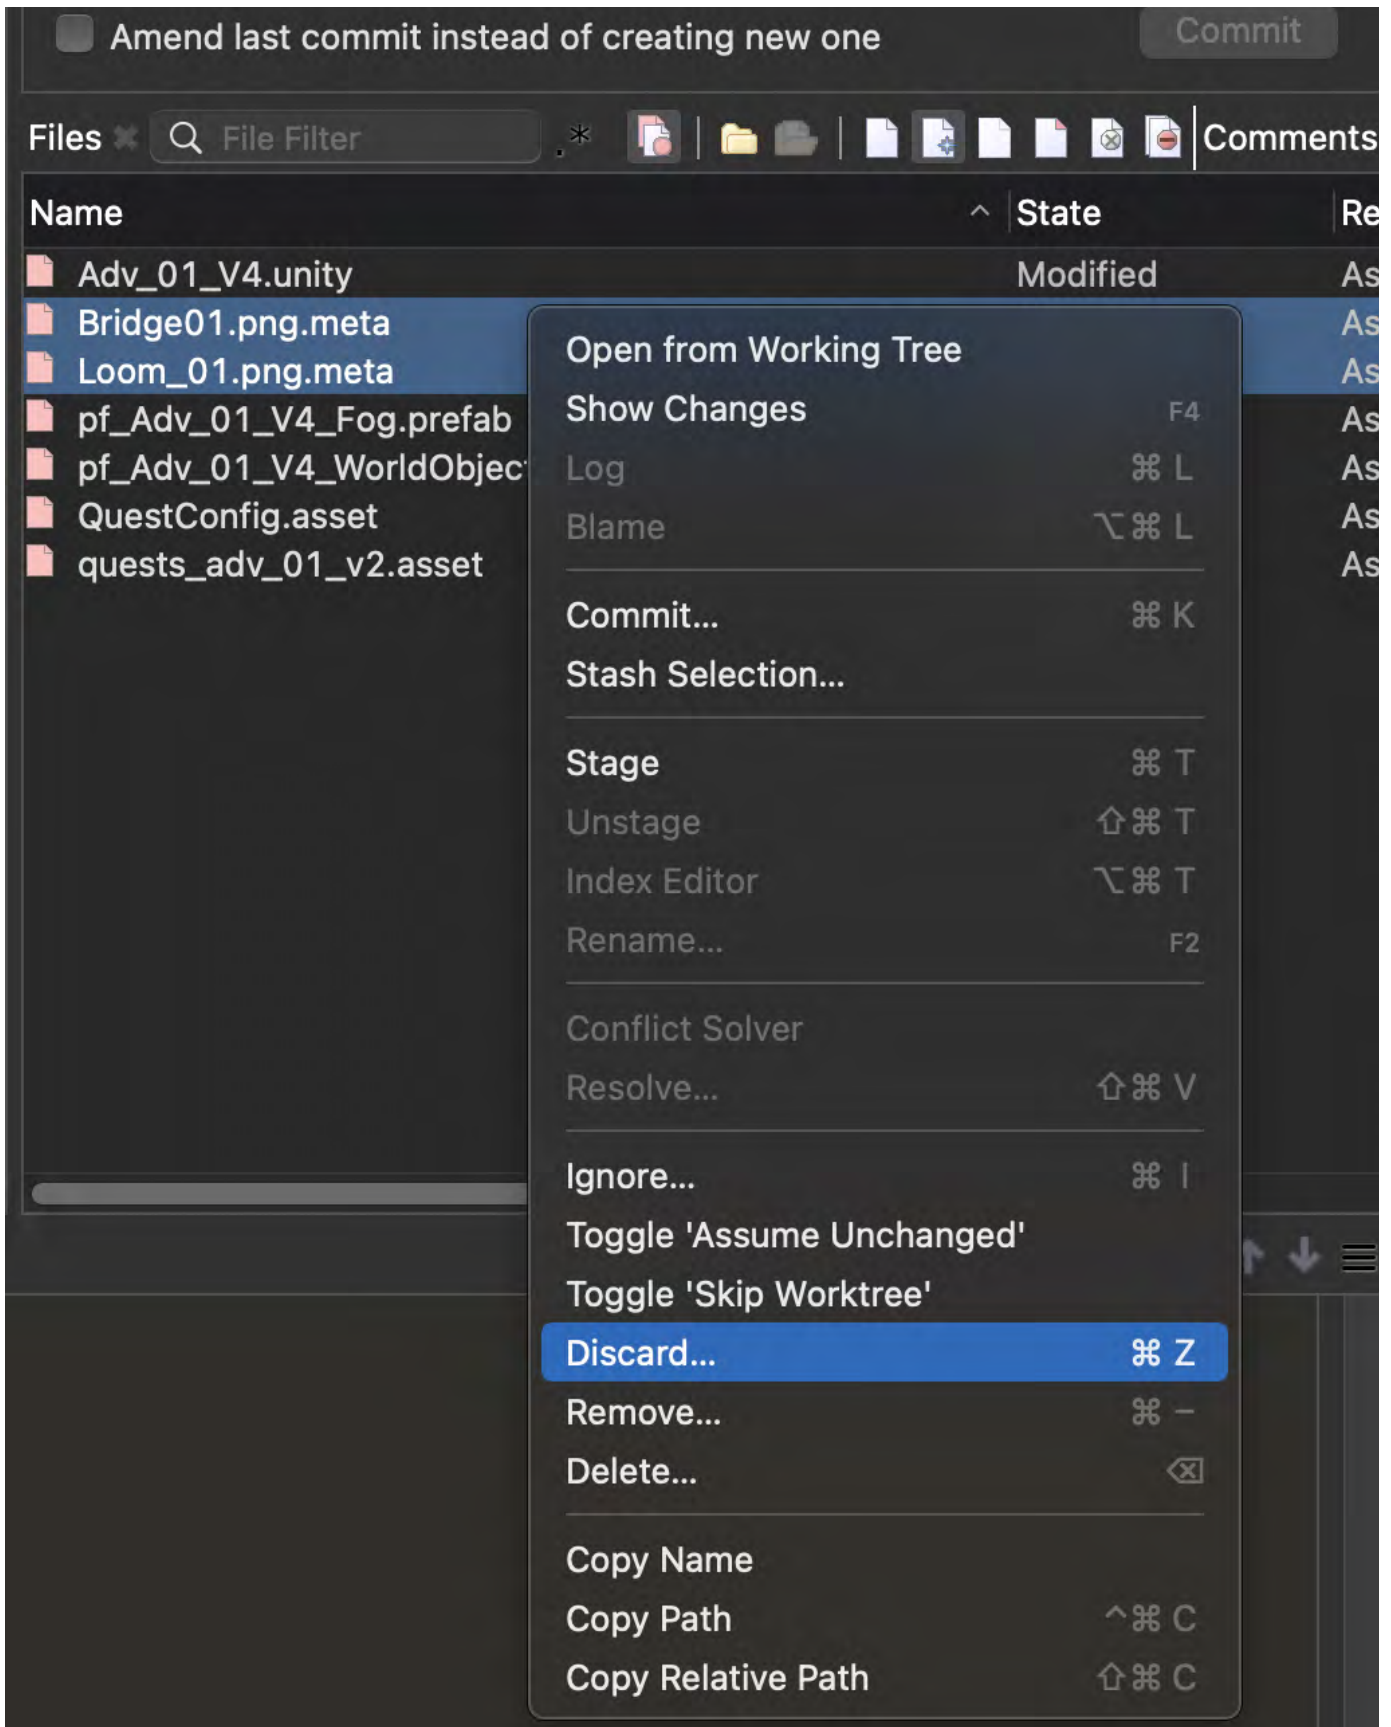 Amend last commit instead of creating new one Commit
Files File Filter .* Comments
Name State Re
Adv_01_V4.unity Modified As
Bridge01.png.meta As
Loom_01.png.meta As
pf_Adv_01_V4_Fog.prefab As
pf_Adv_01_V4_WorldObjec As
QuestConfig.asset As
quests_adv_01_v2.asset As
Open from Working Tree
Show Changes F4
Log ⌘ L
Blame ⌥⌘ L
Commit... ⌘ K
Stash Selection...
Stage ⌘ T
Unstage ⇧⌘ T
Index Editor ⌥⌘ T
Rename... F2
Conflict Solver
Resolve... ⇧⌘ V
Ignore... ⌘ I
Toggle 'Assume Unchanged'
Toggle 'Skip Worktree'
Discard... ⌘ Z
Remove... ⌘ −
Delete... ⌫
Copy Name
Copy Path ^⌘ C
Copy Relative Path ⇧⌘ C